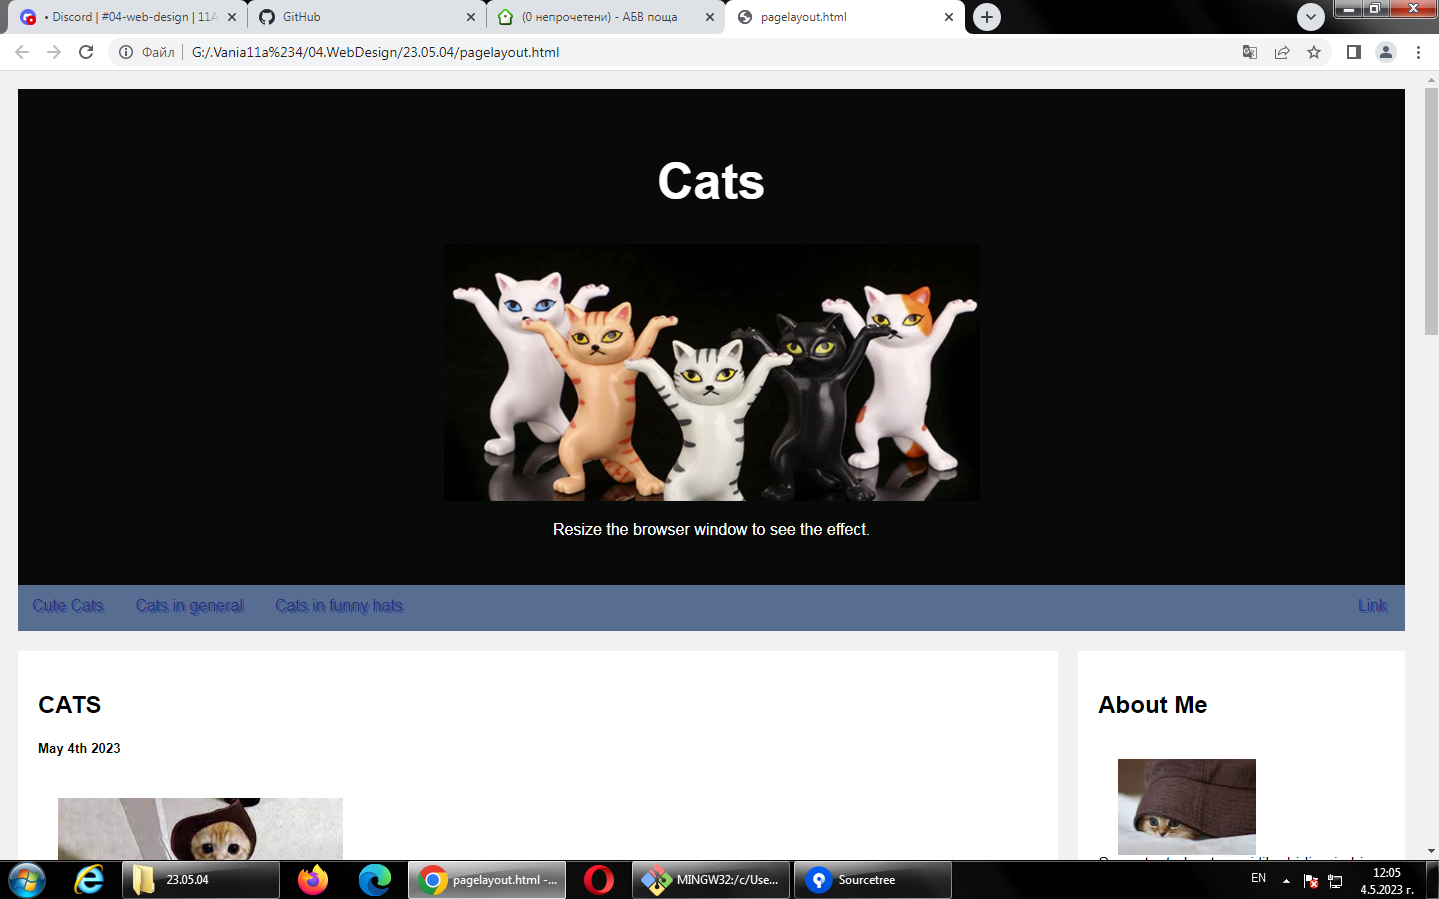 • Discord | #04-web-design | 11A
GitHub
(0 непрочетени) - АБВ поща
pagelayout.html
Файл
G:/.Vania11a%234/04.WebDesign/23.05.04/pagelayout.html
Cats
Resize the browser window to see the effect.
Cute Cats
Cats in general
Cats in funny hats
Link
CATS
May 4th 2023
About Me
23.05.04
pagelayout.html -...
MINGW32:/c/Use...
Sourcetree
EN
12:05
4.5.2023 г.